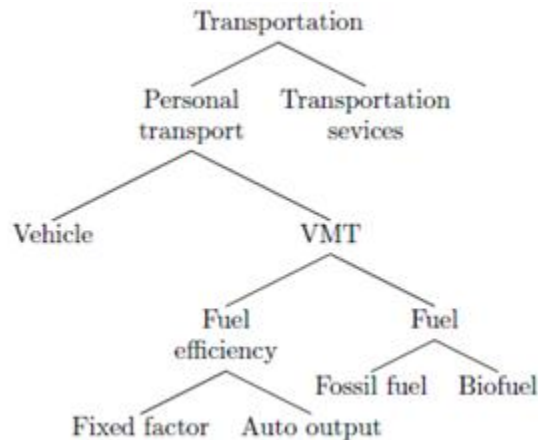 Transportation
Personal Transportation
transport sevices
Vehicle VMT
Fuel Fuel
efficiency
Fossil fuel Biofuel
Fixed factor Auto output